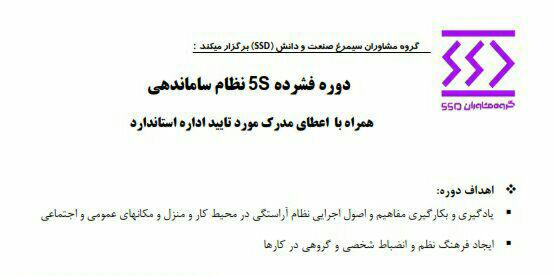 گروه مشاوران سیمرغ صنعت و دانش (SSD) برگزار میکند :
دوره فشرده 5S نظام ساماندهی
همراه با اعطای مدرک مورد تایید اداره استاندارد
گروه مشاوران SSD
❖ اهداف دوره:
▪ یادگیری و بکارگیری مفاهیم و اصول اجرایی نظام آراستگی در محیط کار و منزل و مکانهای عمومی و اجتماعی
▪ ایجاد فرهنگ نظم و انضباط شخصی و گروهی در کارها